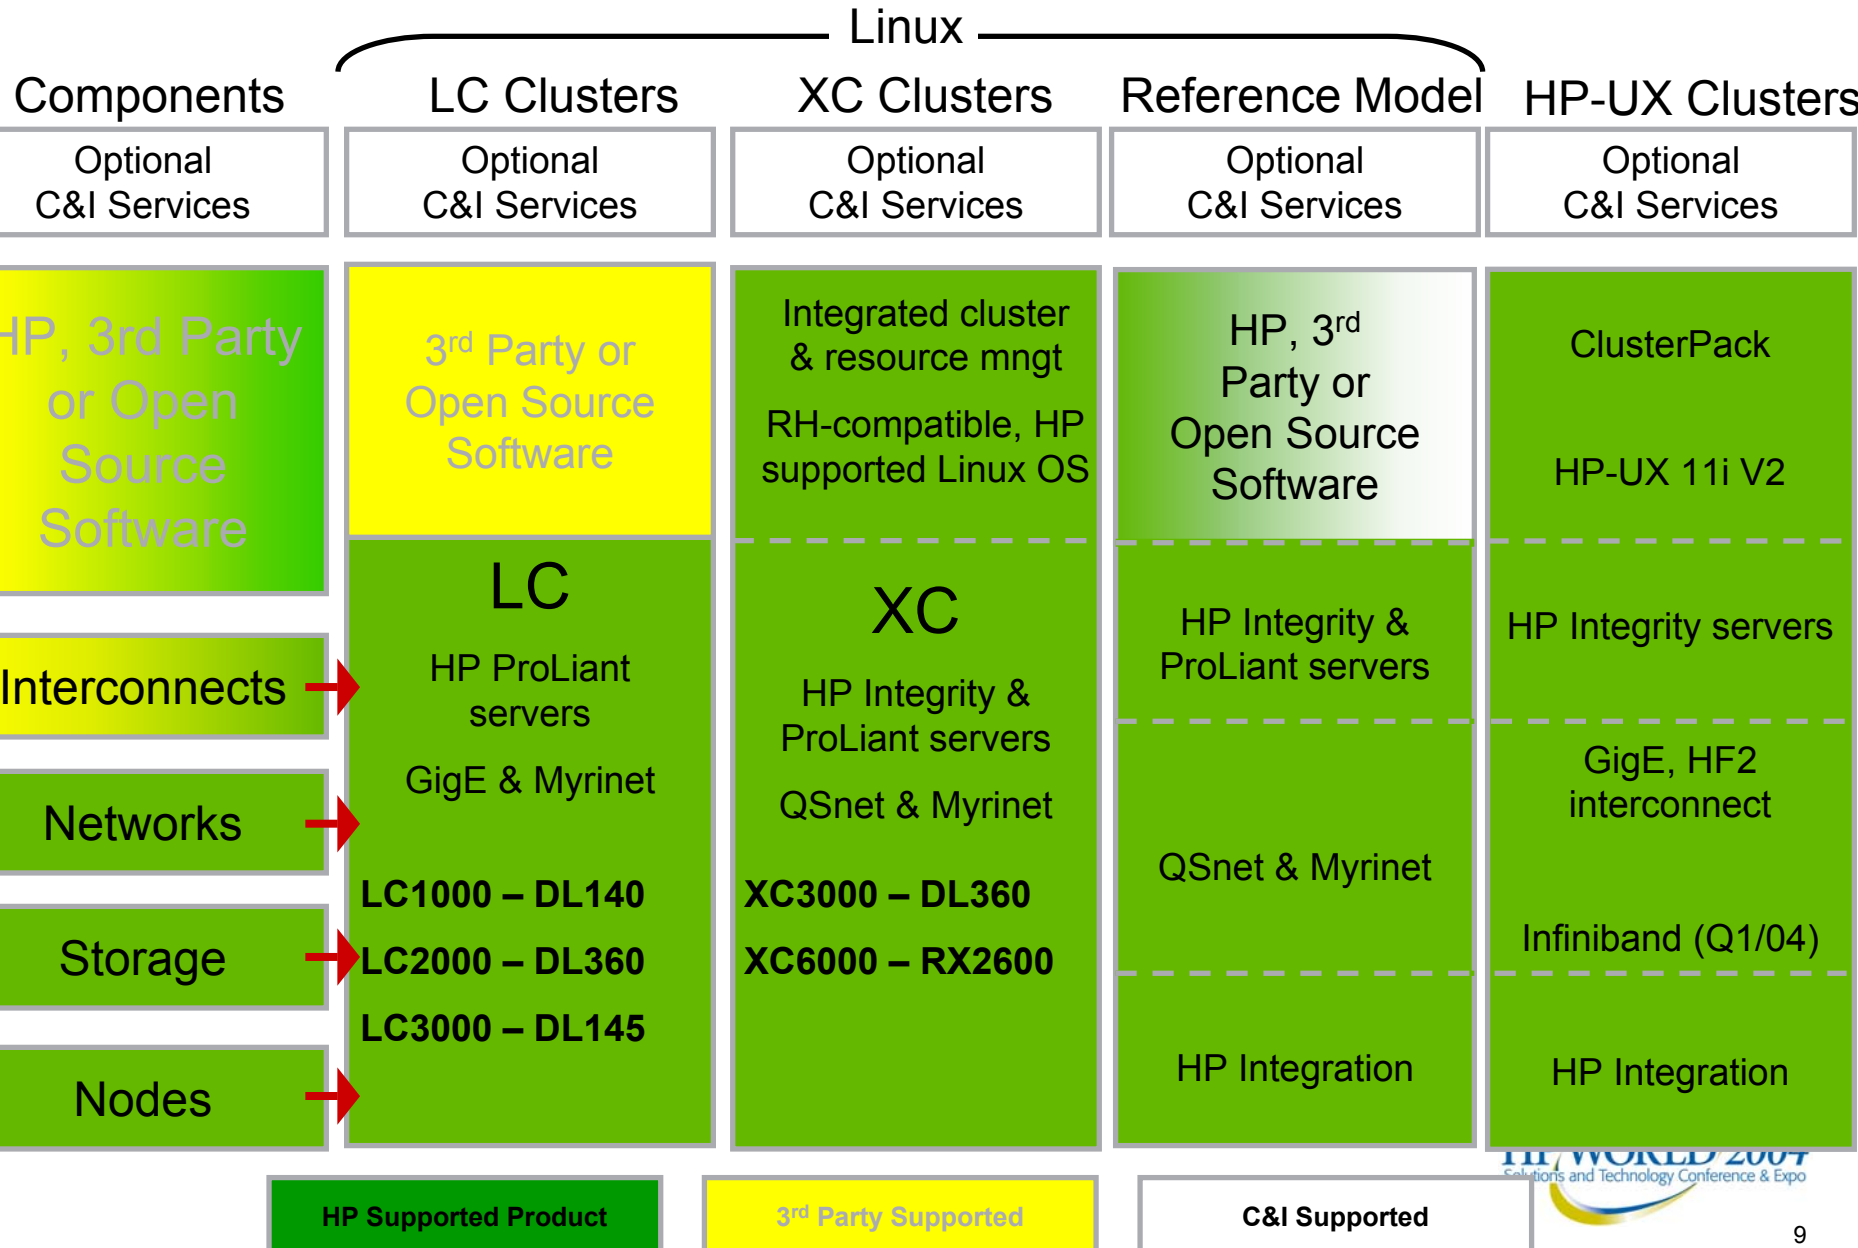 Linux
Components
LC Clusters
XC Clusters
Reference Model
HP-UX Clusters
Optional
C&I Services
Optional
C&I Services
Optional
C&I Services
Optional
C&I Services
Optional
C&I Services
HP, 3rd Party
or Open
Source
Software
Interconnects
Networks
Storage
Nodes
3rd Party or
Open Source
Software
LC
HP ProLiant
servers
GigE & Myrinet
LC1000 – DL140
LC2000 – DL360
LC3000 – DL145
Integrated cluster
& resource mngt
RH-compatible, HP
supported Linux OS
XC
HP Integrity &
ProLiant servers
QSnet & Myrinet
XC3000 – DL360
XC6000 – RX2600
HP, 3rd
Party or
Open Source
Software
HP Integrity &
ProLiant servers
QSnet & Myrinet
HP Integration
ClusterPack
HP-UX 11i V2
HP Integrity servers
GigE, HF2
interconnect
Infiniband (Q1/04)
HP Integration
HP WORLD 2004
Solutions and Technology Conference & Expo
HP Supported Product
3rd Party Supported
C&I Supported
9